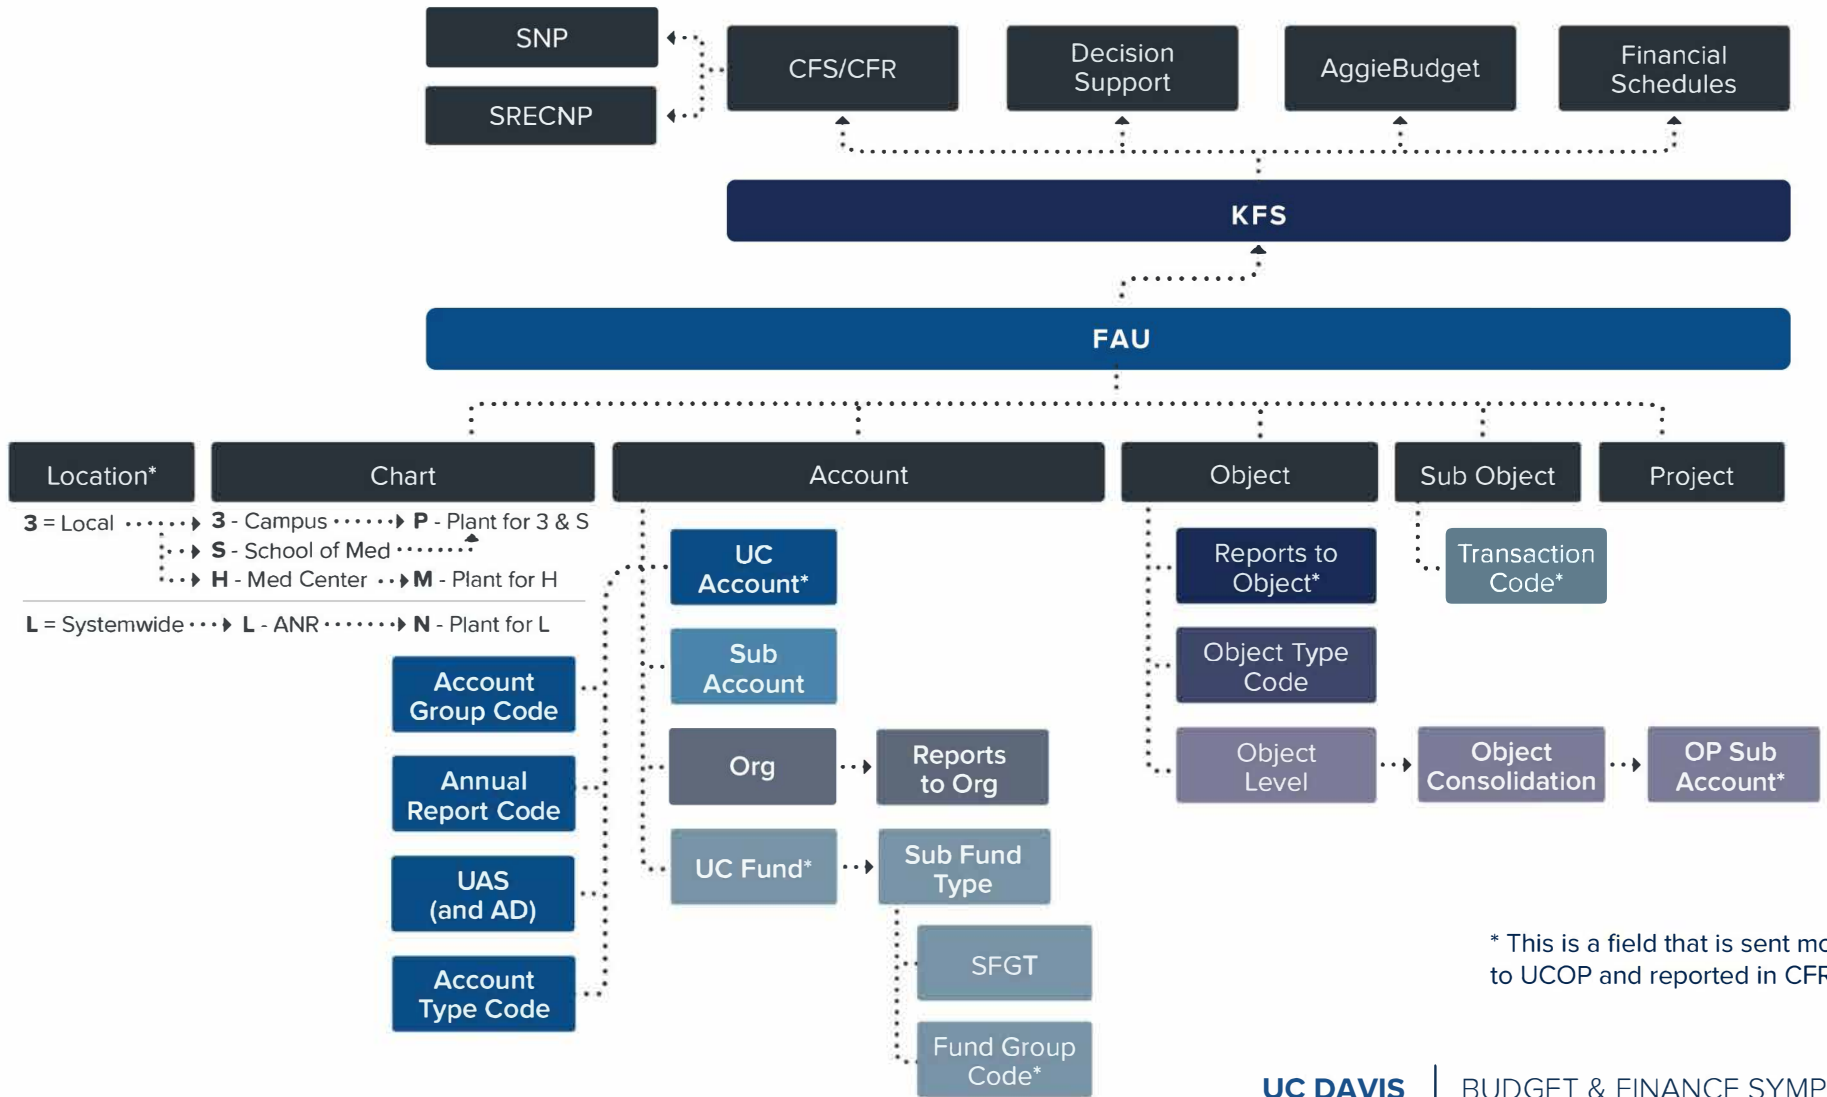 SNP
SRECNP
CFS/CFR
Decision
Support
AggieBudget
Financial
Schedules
KFS
FAU
Location*
Chart
Account
Object
Sub Object
Project
3 = Local
3 - Campus
P - Plant for 3 & S
S - School of Med
H - Med Center
M - Plant for H
L = Systemwide
L - ANR
N - Plant for L
Account
Group Code
Annual
Report Code
UAS
(and AD)
Account
Type Code
UC
Account*
Sub
Account
Org
Reports
to Org
UC Fund*
Sub Fund
Type
SFGT
Fund Group
Code*
Reports to
Object*
Object Type
Code
Object
Level
Object
Consolidation
OP Sub
Account*
Transaction
Code*
* This is a field that is sent
to UCOP and reported in CFR
UC DAVIS
BUDGET & FINANCE